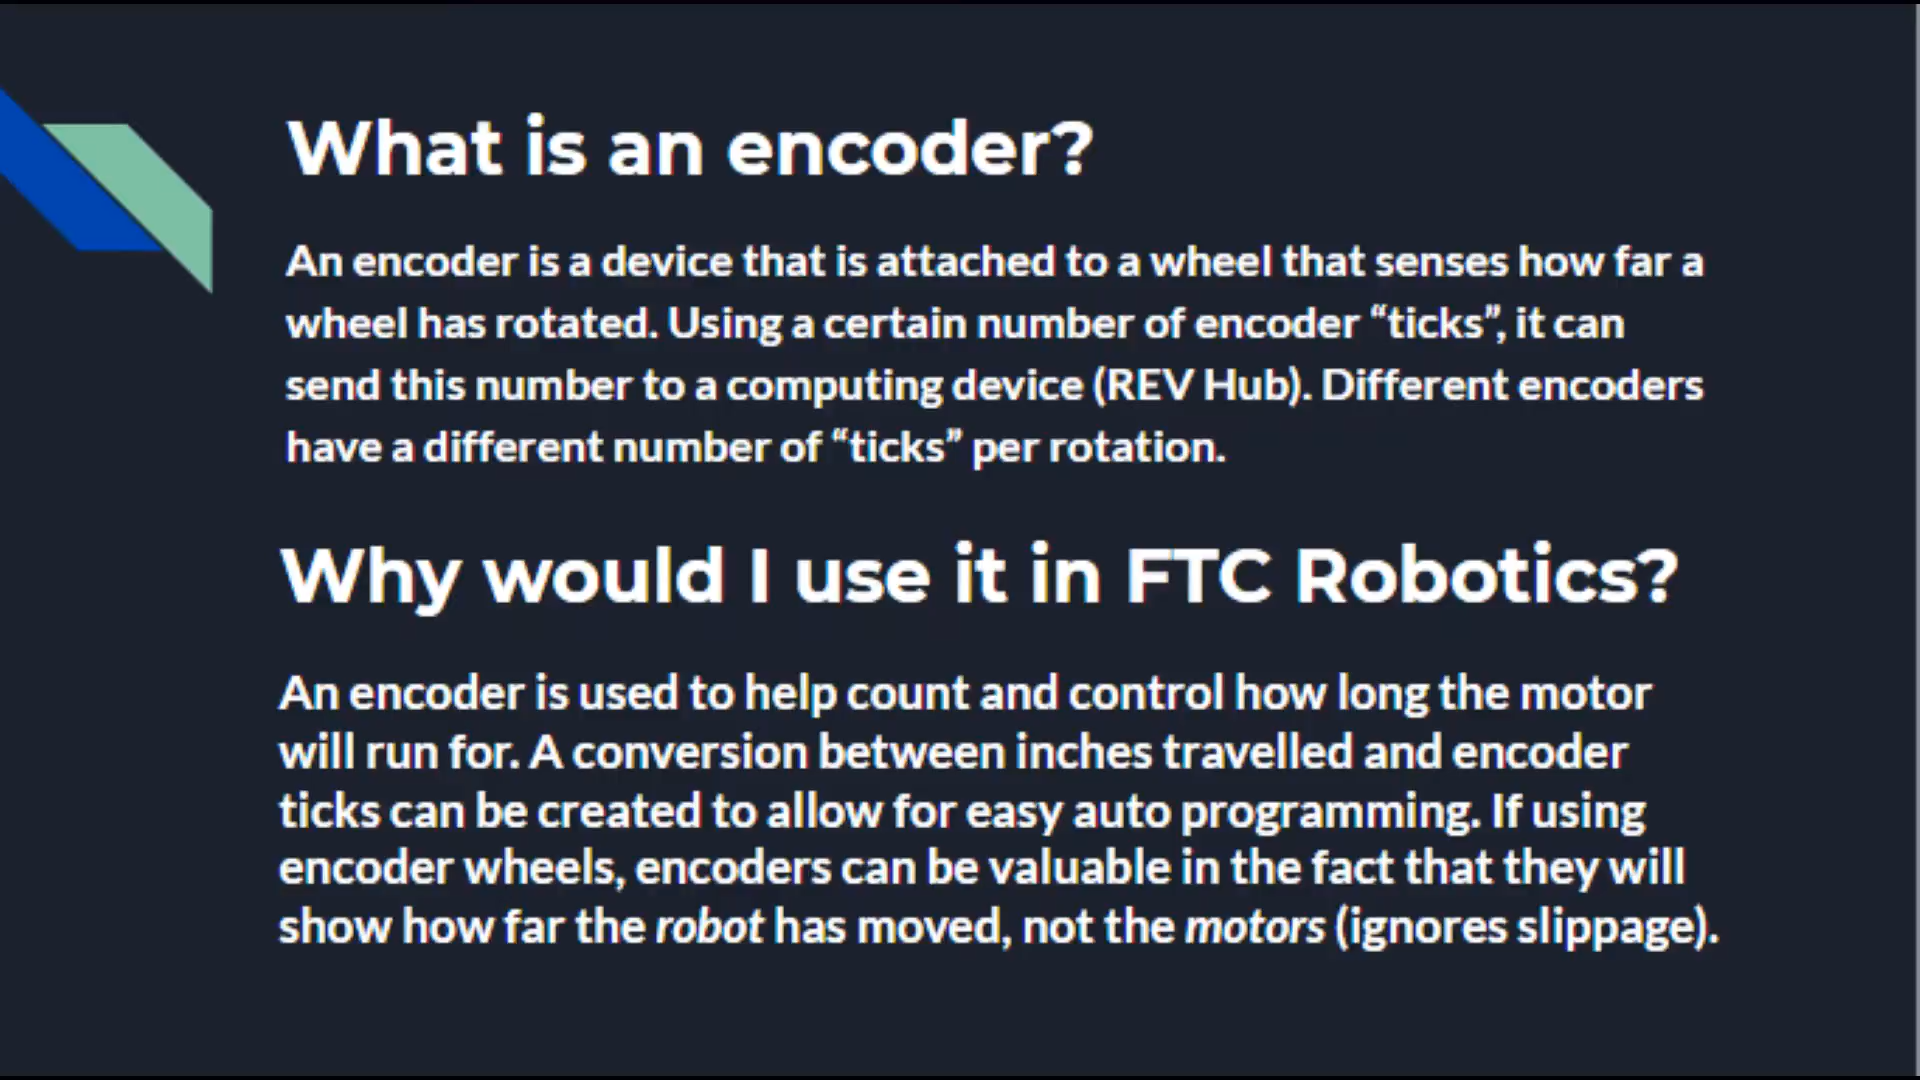 What is an encoder?
An encoder is a device that is attached to a wheel that senses how far a
wheel has rotated. Using a certain number of encoder “ticks”, it can
send this number to a computing device (REV Hub). Different encoders
have a different number of “ticks” per rotation.
Why would I use it in FTC Robotics?
An encoder is used to help count and control how long the motor
will run for. A conversion between inches travelled and encoder
ticks can be created to allow for easy auto programming. If using
encoder wheels, encoders can be valuable in the fact that they will
show how far the robot has moved, not the motors (ignores slippage).